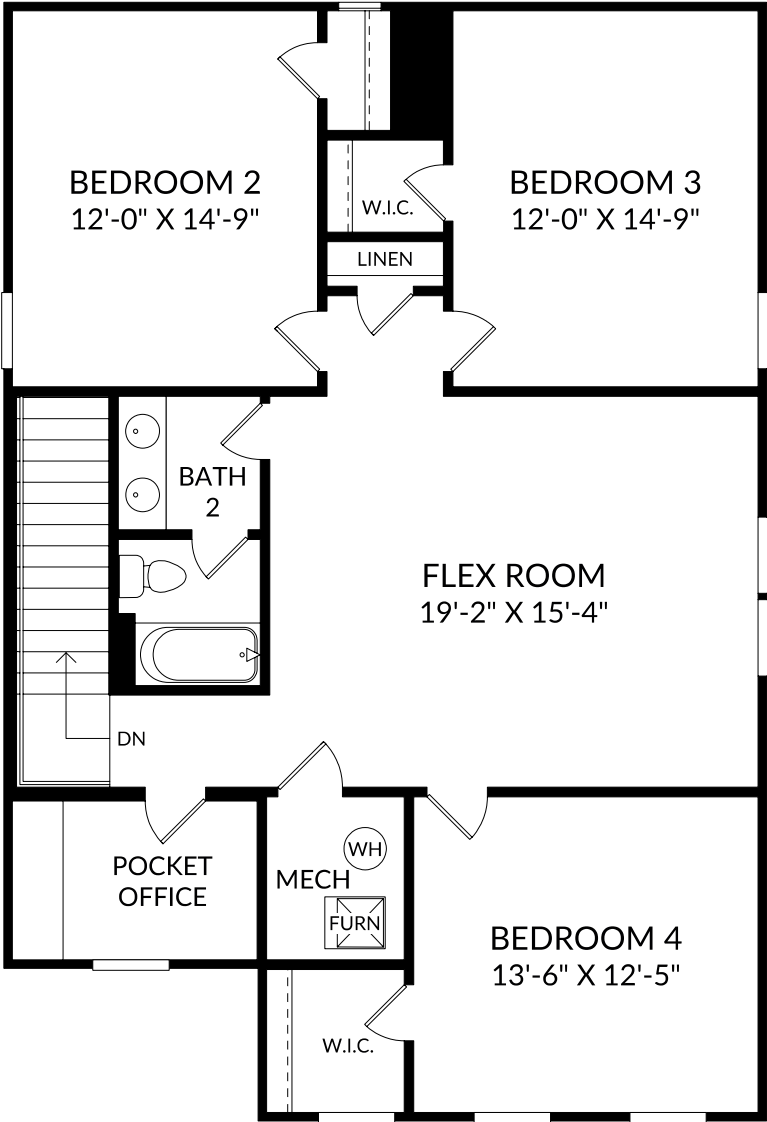 BEDROOM 2
12'-0" X 14'-9"
W.I.C.
BEDROOM 3
12'-0" X 14'-9"
LINEN
BATH
2
FLEX ROOM
19'-2" X 15'-4"
DN
POCKET
OFFICE
WH
MECH
FURN
BEDROOM 4
13'-6" X 12'-5"
W.I.C.